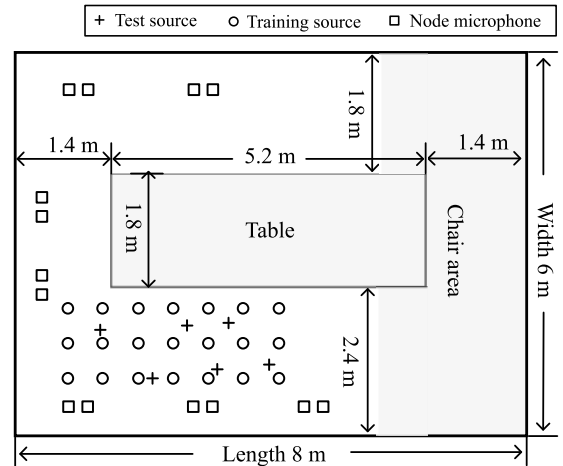 Test source Training source Node microphone
1.8 m
1.4 m 5.2 m 1.4 m
1.8 m
Table
Chair area
Width 6 m
2.4 m
Length 8 m